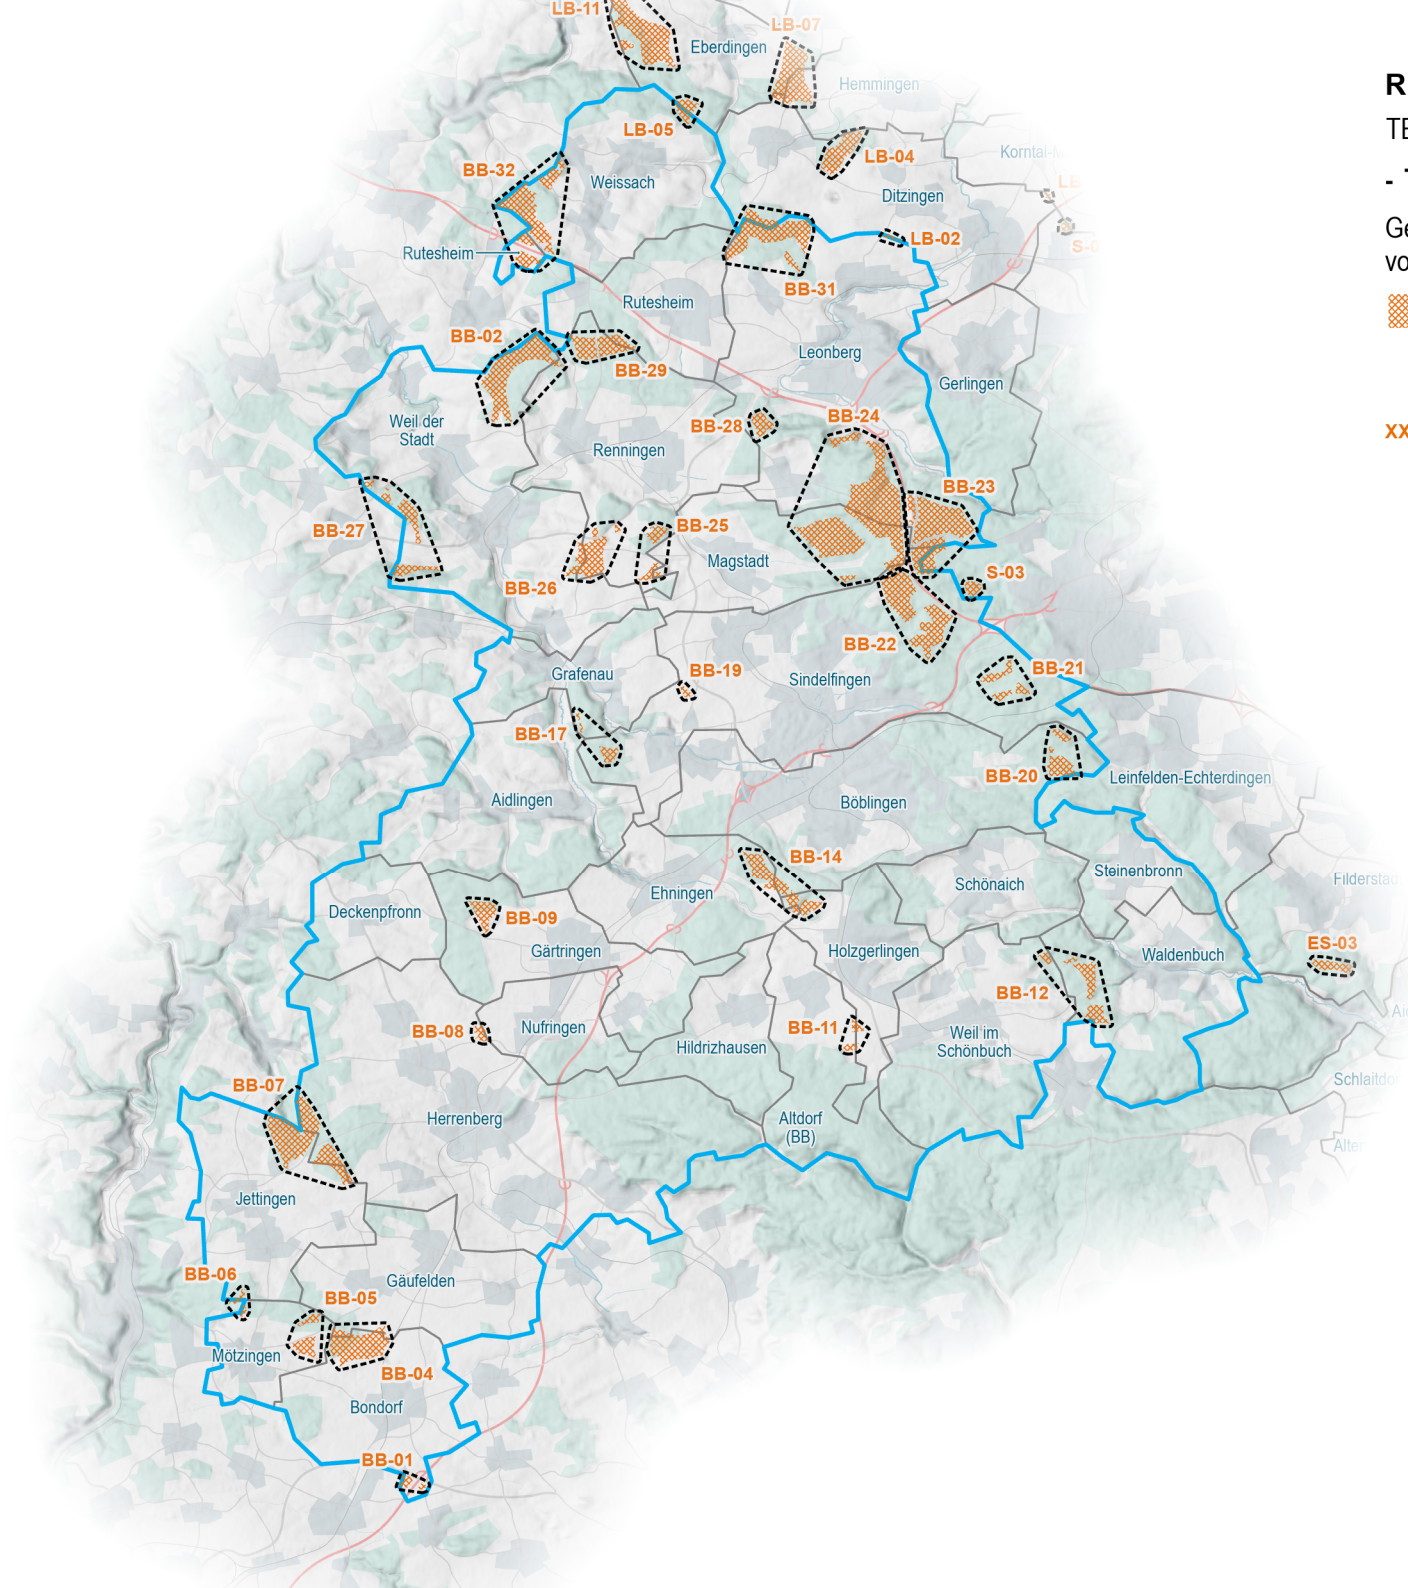 LB-11
Eberdingen
LB-07
Hemmingen
LB-05
LB-04
BB-32
Weissach
Ditzingen
Rutesheim
LB-02
BB-31
Rutesheim
BB-02
BB-29
Leonberg
Gerlingen
Weil der
Stadt
BB-28
BB-24
Renningen
BB-23
BB-27
BB-25
Magstadt
BB-26
S-03
BB-22
Grafenau
BB-19
Sindelfingen
BB-21
BB-17
BB-20
Leinfelden-Echterdingen
Aidlingen
Böblingen
BB-14
Ehningen
Schönaich
Steinenbronn
Deckenpfronn
BB-09
Gärtringen
Holzgerlingen
Waldenbuch
ES-03
BB-12
BB-08
Nufringen
BB-11
Hildrizhausen
Weil im
Schönbuch
BB-07
Herrenberg
Altdorf
(BB)
Jettingen
BB-06
Gäufelden
BB-05
Mötzingen
BB-04
Bondorf
BB-01